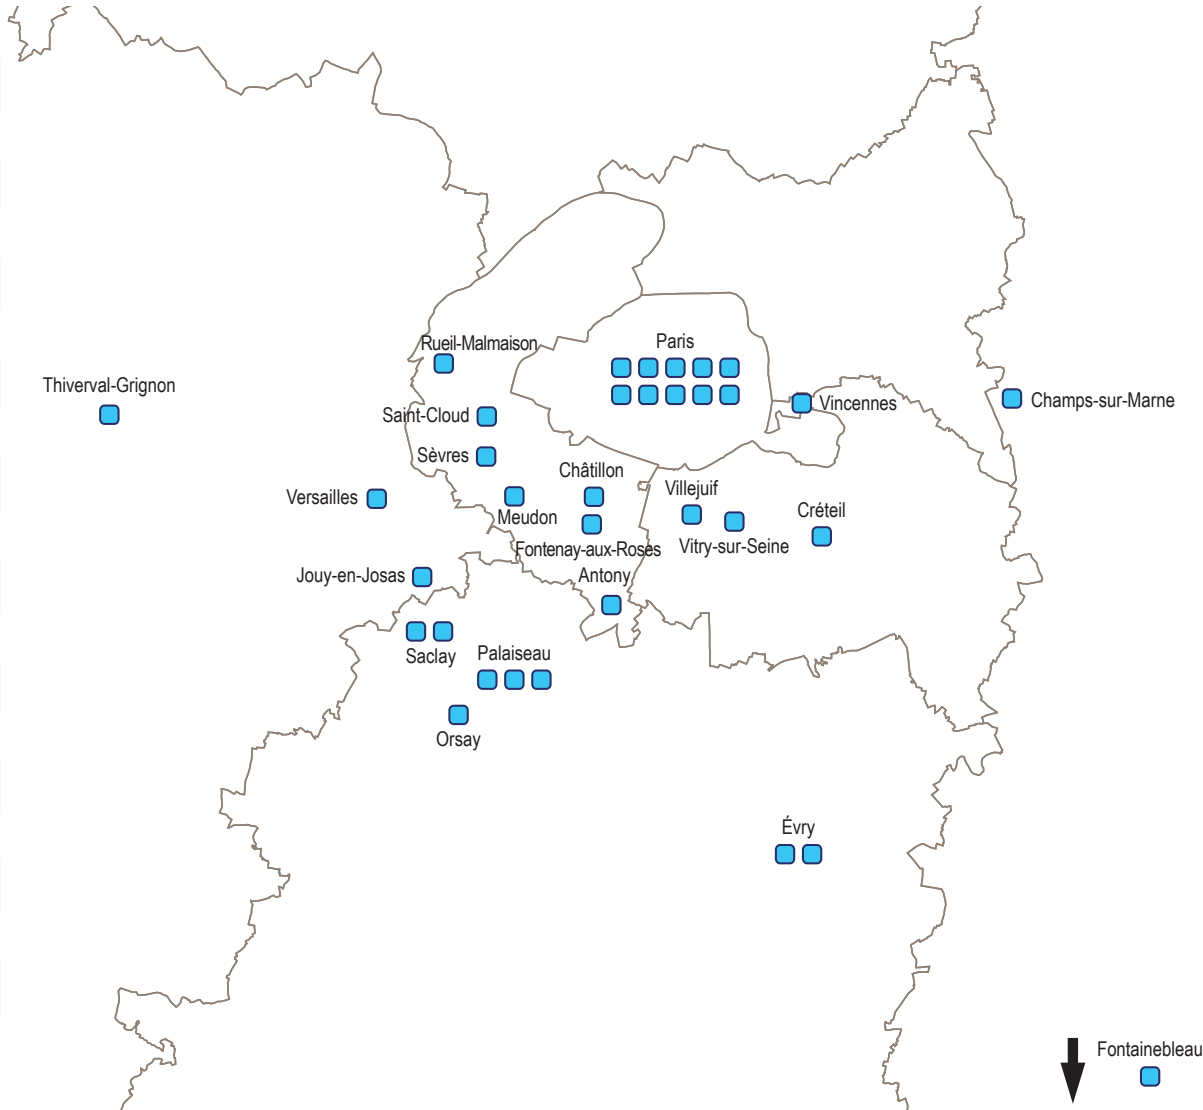 Paris
Rueil-Malmaison
Thiverval-Grignon
Champs-sur-Marne
Vincennes
Saint-Cloud
Sèvres
Châtillon
Villejuif
Versailles
Créteil
Meudon
Vitry-sur-Seine
Fontenay-aux-Roses
Antony
Jouy-en-Josas
Saclay
Palaiseau
Orsay
Évry
Fontainebleau